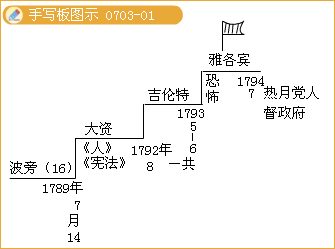 手写板图示 0703-01
雅各宾
恐怖
1794
7
热月党人
督政府
吉伦特
1793
5
6
大资
《人》
《宪法》
1792年
8
一共
波旁（16）
1789年
7
月
14